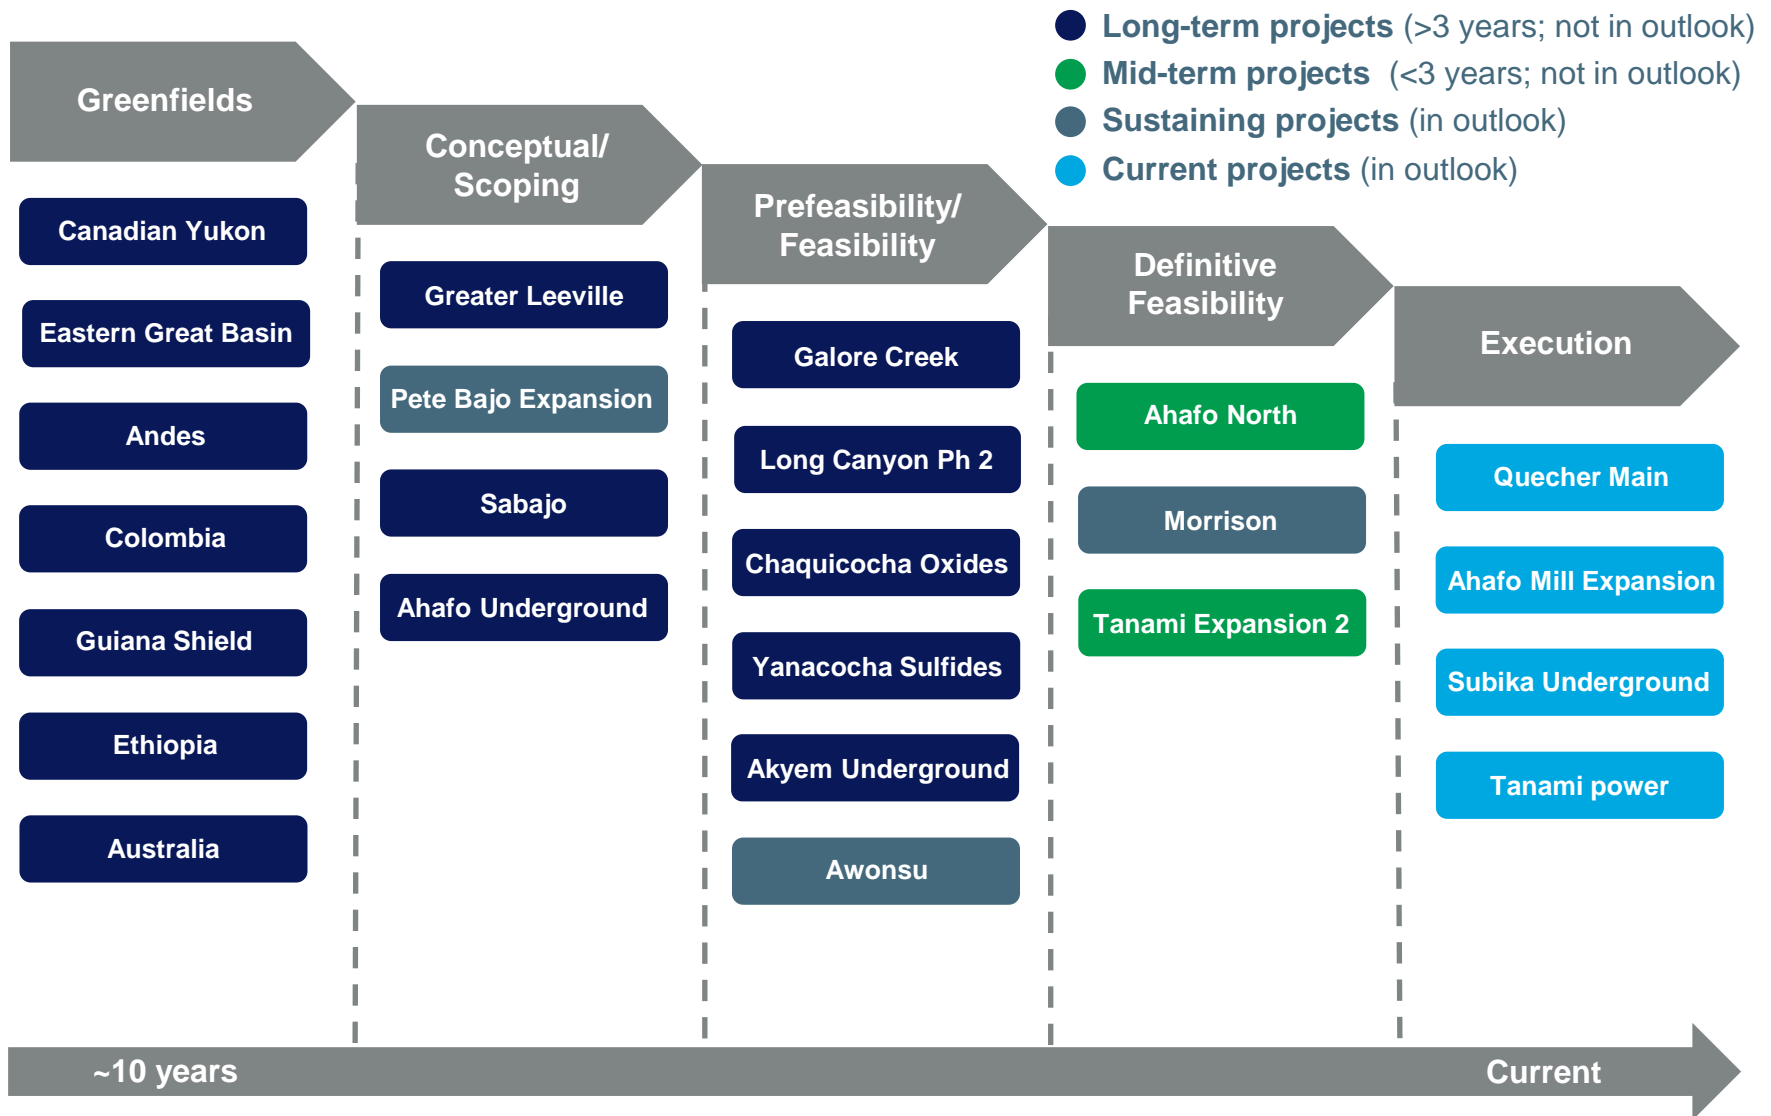 Long-term projects (>3 years; not in outlook)
Mid-term projects (<3 years; not in outlook)
Sustaining projects (in outlook)
Current projects (in outlook)
Greenfields
Canadian Yukon
Eastern Great Basin
Andes
Colombia
Guiana Shield
Ethiopia
Australia
Conceptual/
Scoping
Greater Leeville
Pete Bajo Expansion
Sabajo
Ahafo Underground
Prefeasibility/
Feasibility
Galore Creek
Long Canyon Ph 2
Chaquicocha Oxides
Yanacocha Sulfides
Akyem Underground
Awonsu
Definitive
Feasibility
Ahafo North
Morrison
Tanami Expansion 2
Execution
Quecher Main
Ahafo Mill Expansion
Subika Underground
Tanami power
~10 years
Current